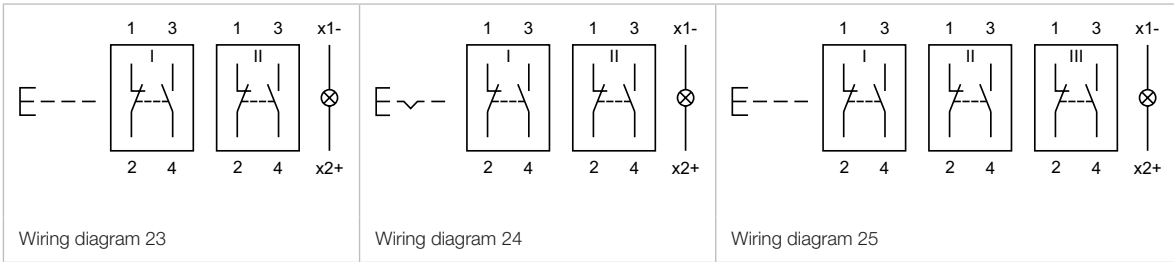 1 3 1 3 x1-
I II
2 4 2 4 x2+
Wiring diagram 23
1 3 1 3 x1-
I II
2 4 2 4 x2+
Wiring diagram 24
1 3 1 3 1 3 x1-
I II III
2 4 2 4 2 4 x2+
Wiring diagram 25